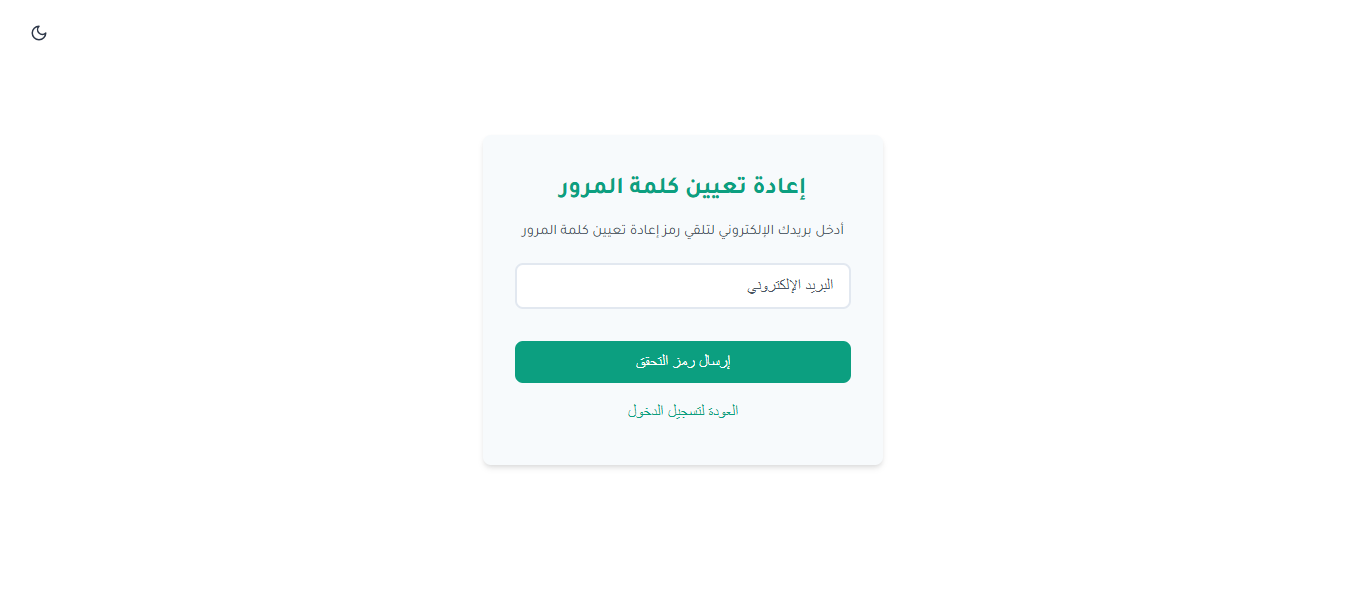 إعادة تعيين كلمة المرور
أدخل بريدك الإلكتروني لتلقي رمز إعادة تعيين كلمة المرور
البريد الإلكتروني
إرسال رمز التحقق
العودة لتسجيل الدخول